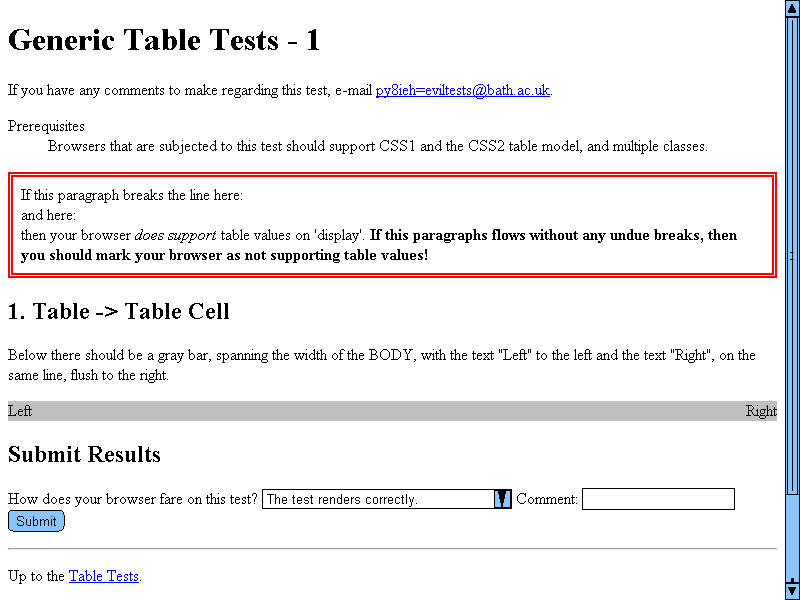 Generic Table Tests - 1
If you have any comments to make regarding this test, e-mail py8ieh=eviltests@bath.ac.uk.
Prerequisites
Browsers that are subjected to this test should support CSS1 and the CSS2 table model, and multiple classes.
If this paragraph breaks the line here:
and here:
then your browser does support table values on 'display'. If this paragraphs flows without any undue breaks, then
you should mark your browser as not supporting table values!
1. Table -> Table Cell
Below there should be a gray bar, spanning the width of the BODY, with the text "Left" to the left and the text "Right", on the
same line, flush to the right.
Left Right
Submit Results
How does your browser fare on this test? The test renders correctly. Comment:
Submit
Up to the Table Tests.